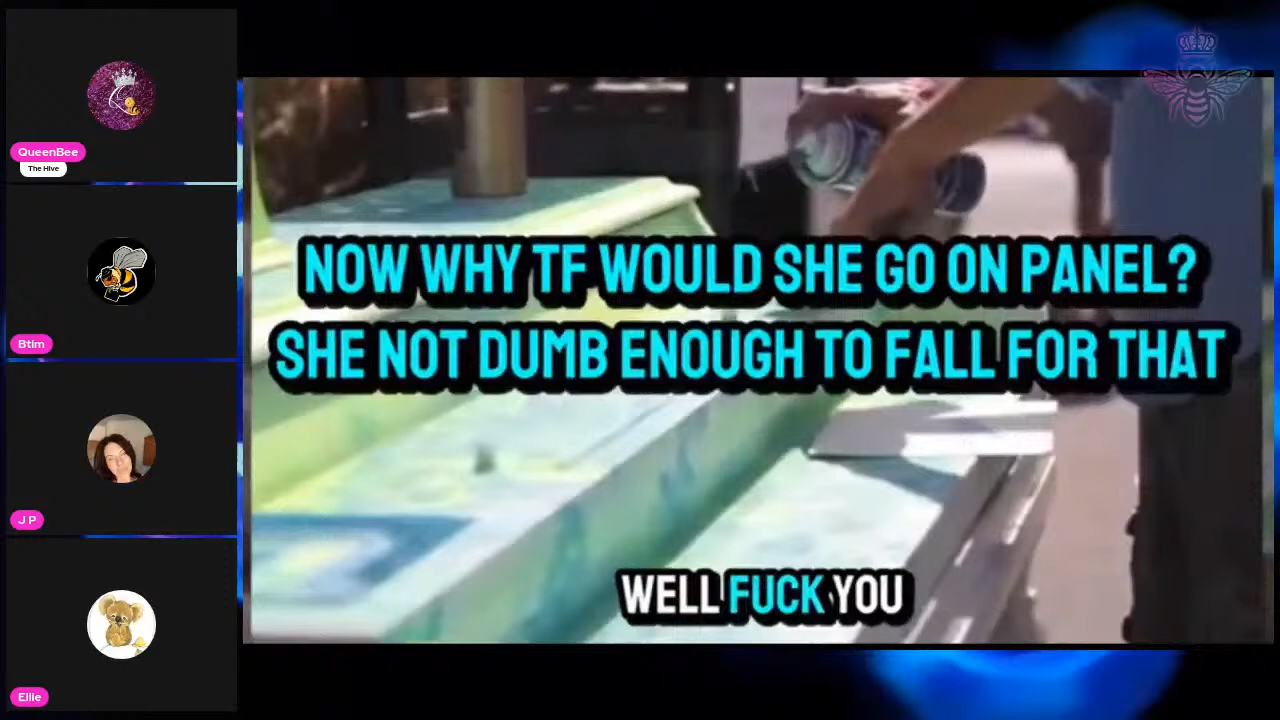 QueenBee
The Hive
Btim
J P
Ellie
NOW WHY TF WOULD SHE GO ON PANEL?
SHE NOT DUMB ENOUGH TO FALL FOR THAT
WELL FUCK YOU